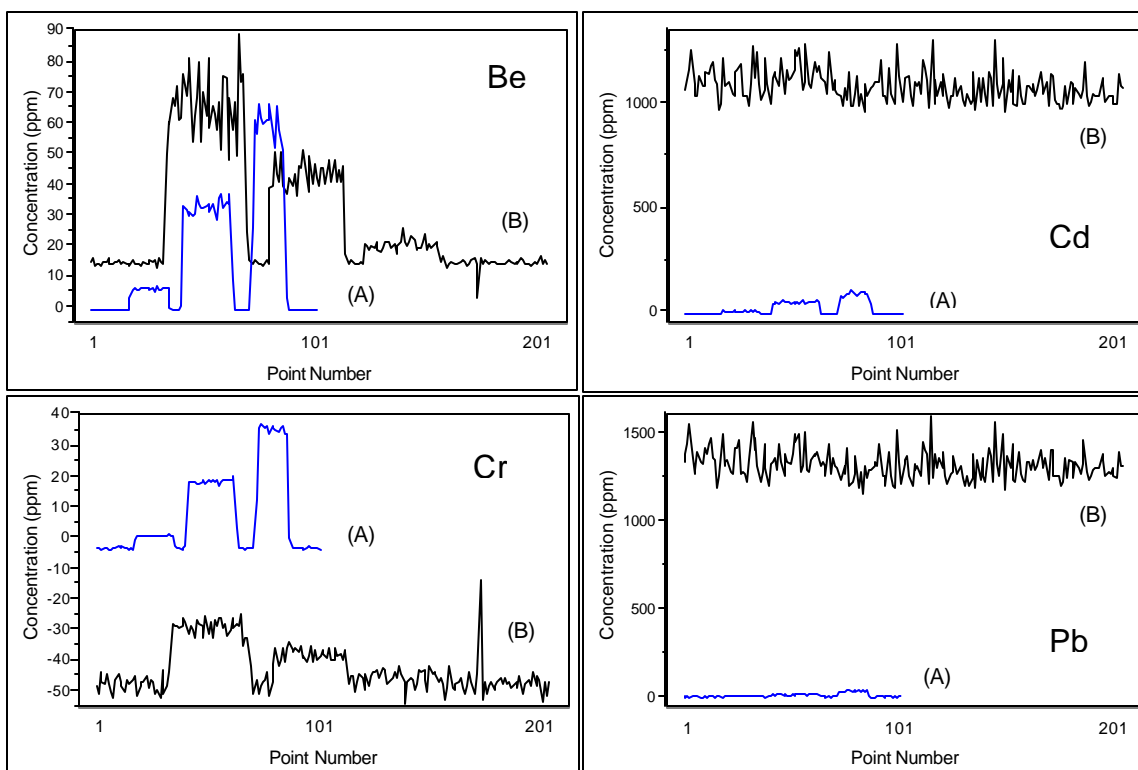 Be
Concentration (ppm)
90
80
70
60
50
40
30
20
10
0
(B)
(A)
1
101
201
Point Number
Cd
Concentration (ppm)
1000
500
0
(B)
(A)
1
101
201
Point Number
Cr
Concentration (ppm)
40
30
20
10
0
-10
-20
-30
-40
-50
(A)
(B)
1
101
201
Point Number
Pb
Concentration (ppm)
1500
1000
500
0
(B)
(A)
1
101
201
Point Number